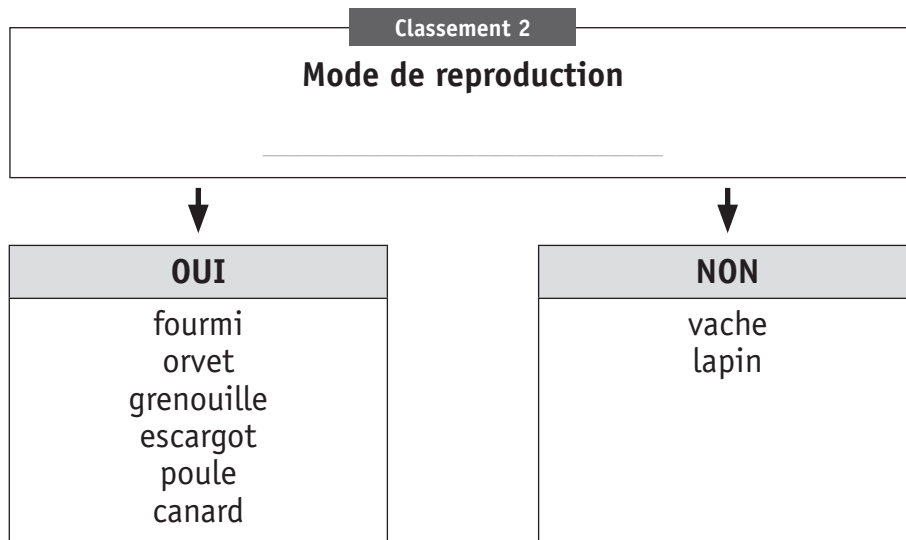 Classement 2
Mode de reproduction
OUI
fourmi
orvet
grenouille
escargot
poule
canard
NON
vache
lapin